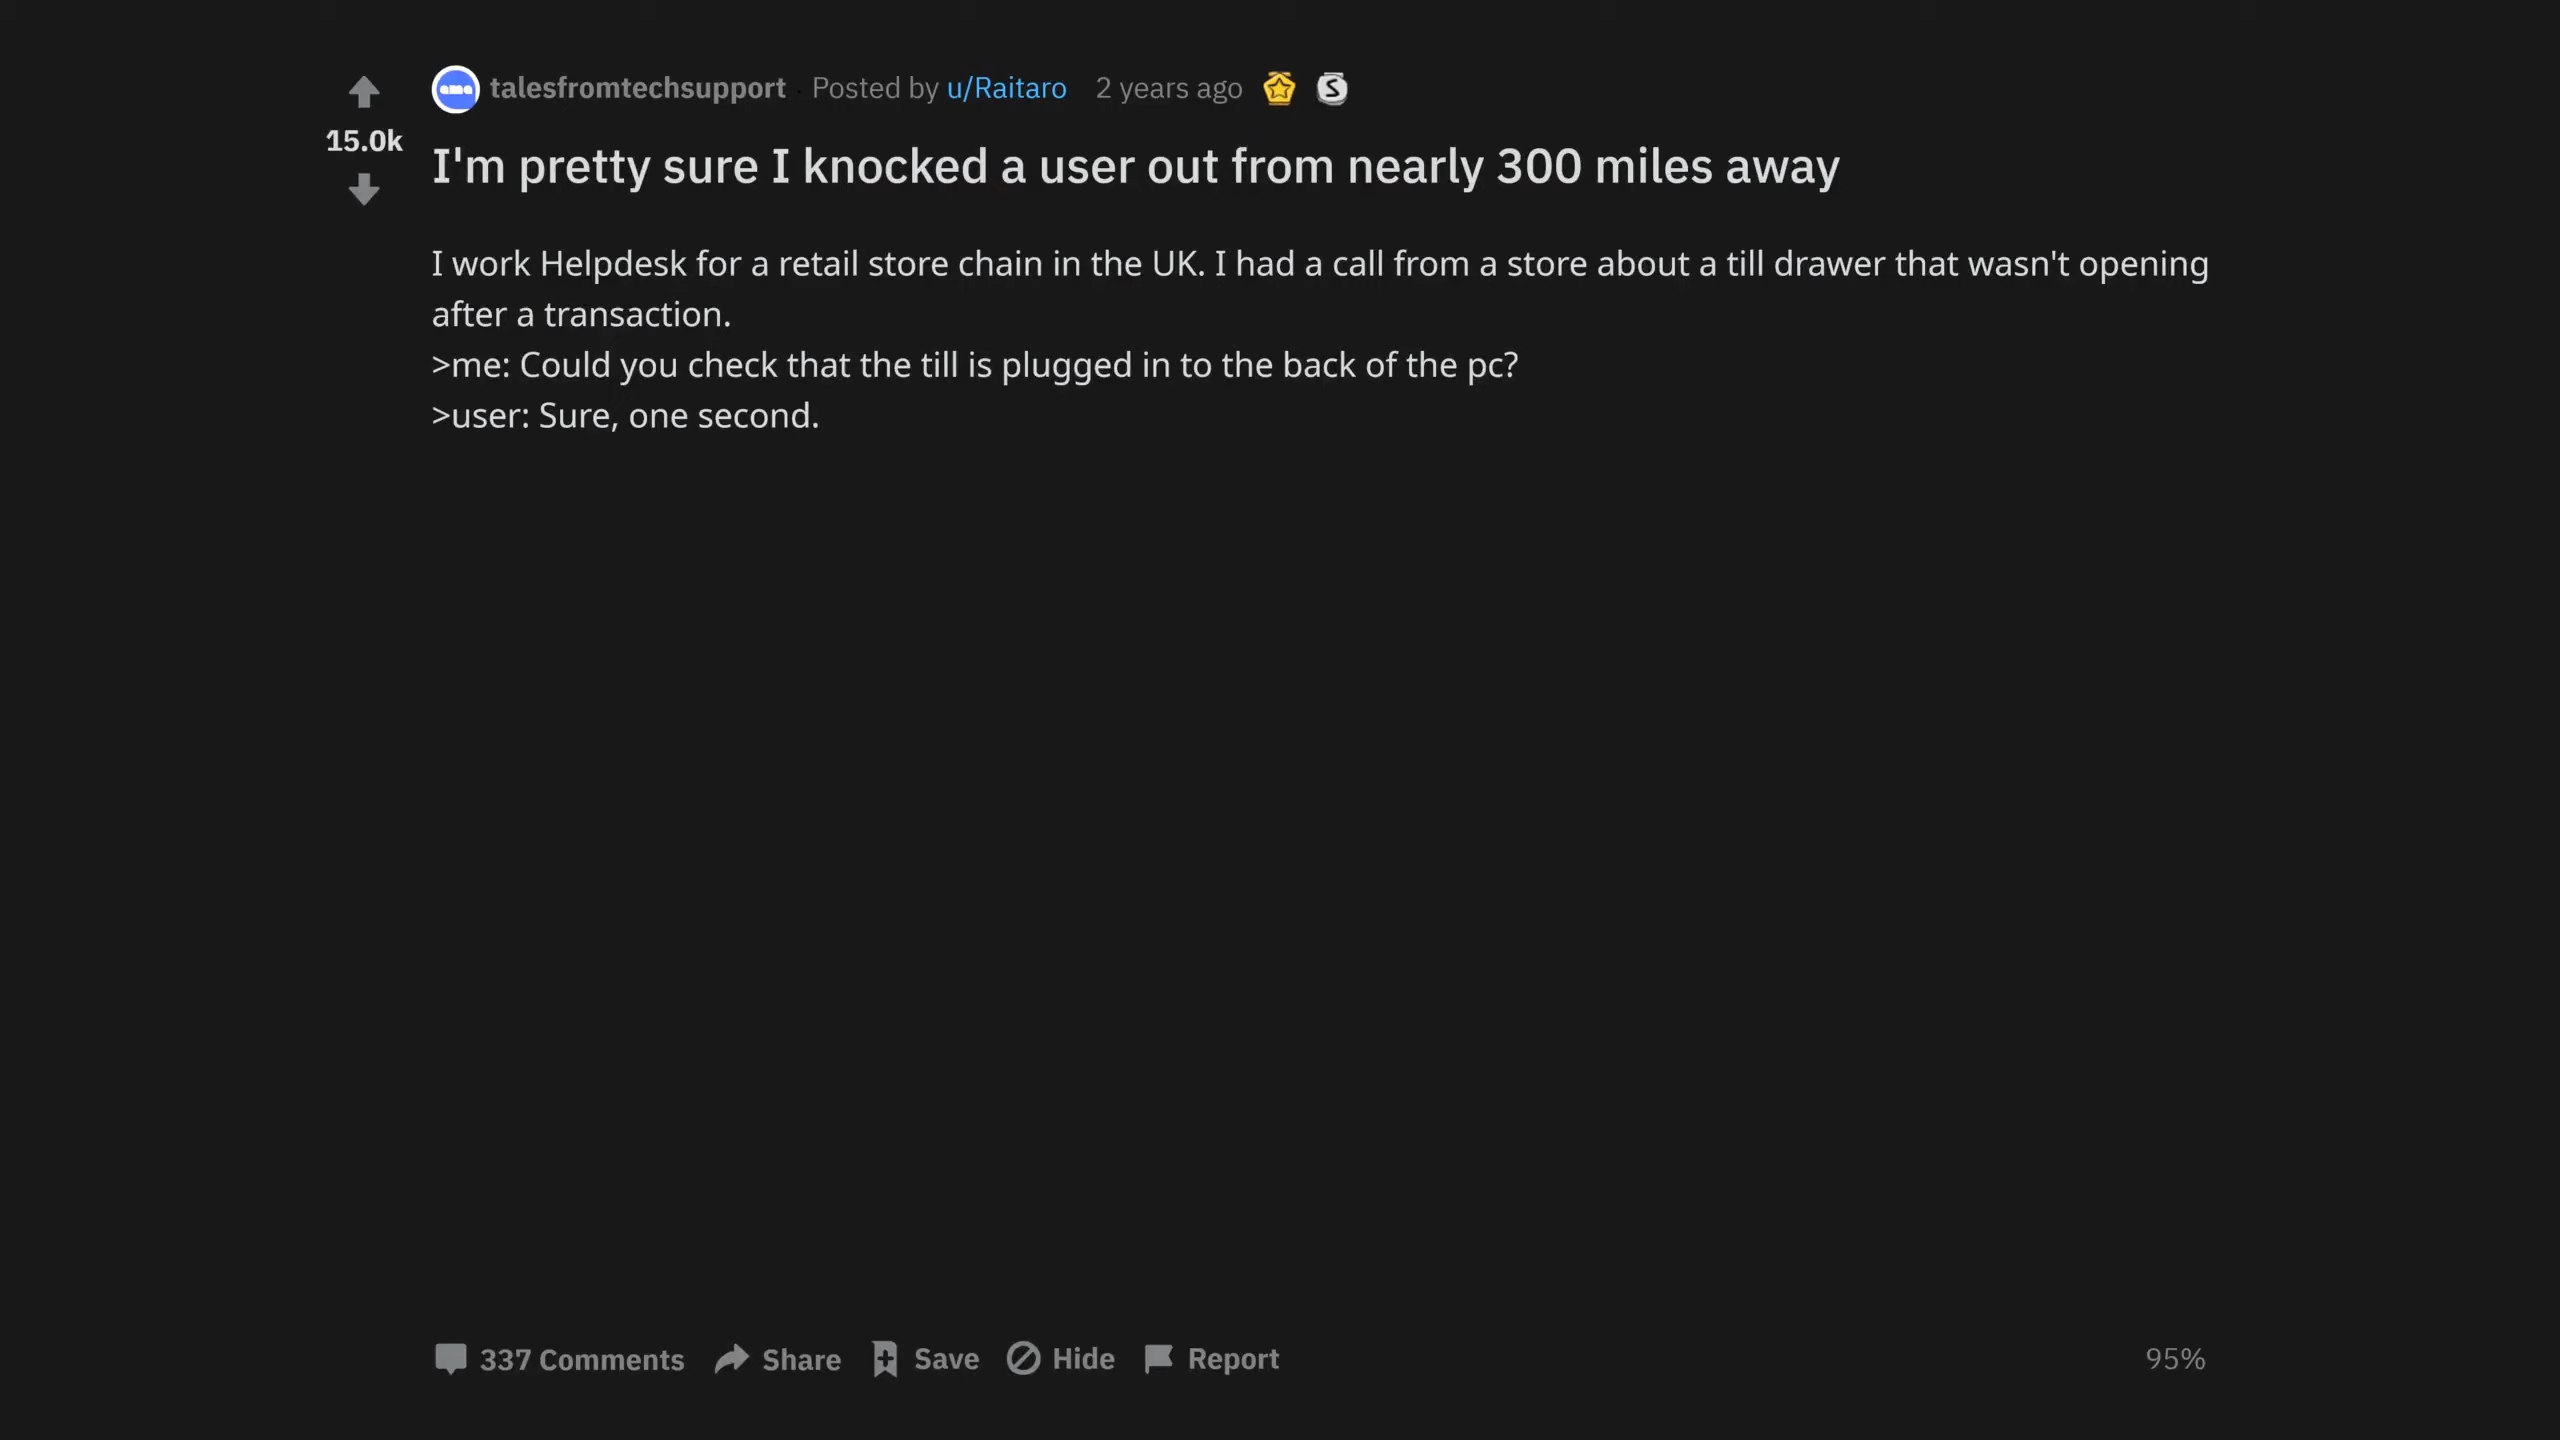 talesfromtechsupport · Posted by u/Raitaro 2 years ago
15.0k
I'm pretty sure I knocked a user out from nearly 300 miles away
I work Helpdesk for a retail store chain in the UK. I had a call from a store about a till drawer that wasn't opening
after a transaction.
>me: Could you check that the till is plugged in to the back of the pc?
>user: Sure, one second.
337 Comments Share Save Hide Report 95%